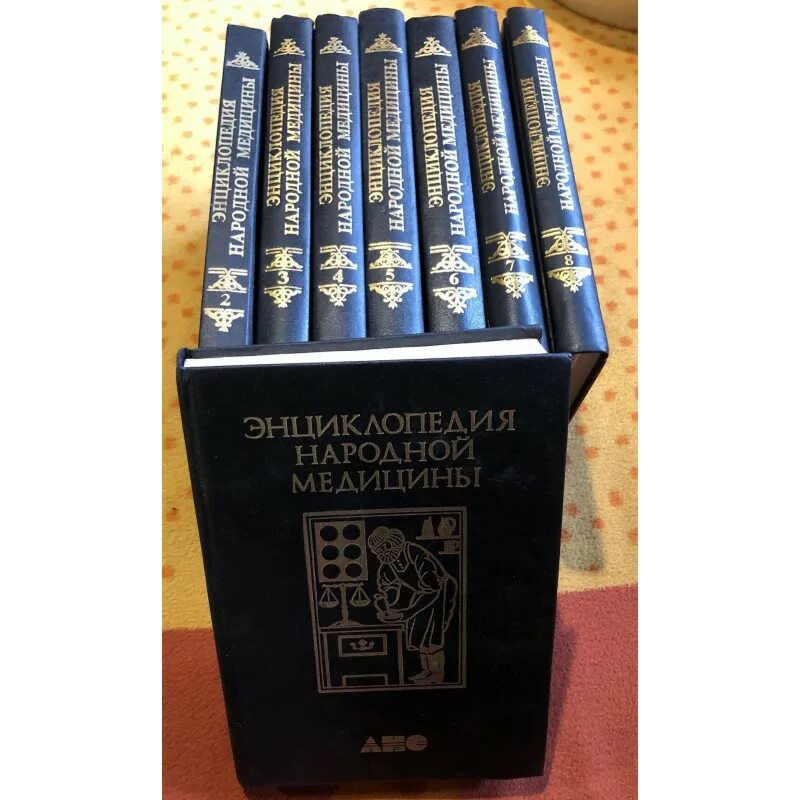 ЭНЦИКЛОПЕДИЯ
НАРОДНОЙ МЕДИЦИНЫ
2
ЭНЦИКЛОПЕДИЯ
НАРОДНОЙ МЕДИЦИНЫ
3
ЭНЦИКЛОПЕДИЯ
НАРОДНОЙ МЕДИЦИНЫ
4
ЭНЦИКЛОПЕДИЯ
НАРОДНОЙ МЕДИЦИНЫ
5
ЭНЦИКЛОПЕДИЯ
НАРОДНОЙ МЕДИЦИНЫ
6
ЭНЦИКЛОПЕДИЯ
НАРОДНОЙ МЕДИЦИНЫ
7
ЭНЦИКЛОПЕДИЯ
НАРОДНОЙ МЕДИЦИНЫ
8
ЭНЦИКЛОПЕДИЯ
НАРОДНОЙ
МЕДИЦИНЫ
АНС